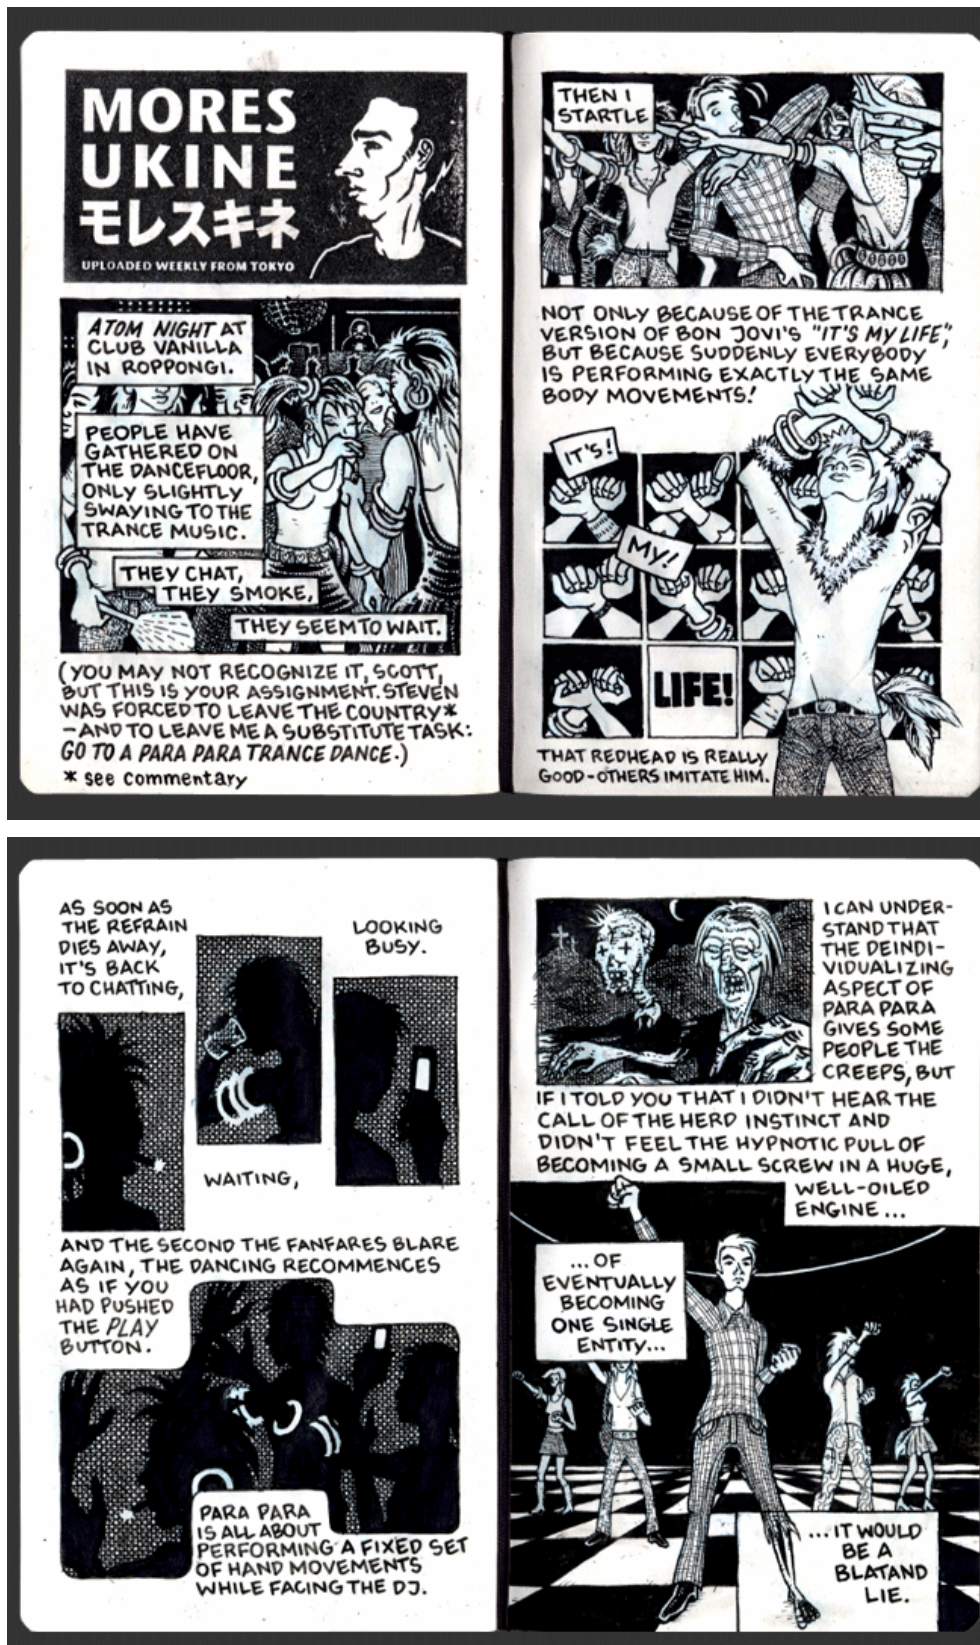 MORES
UKINE
モレスキネ
UPLOADED WEEKLY FROM TOKYO
ATOM NIGHT AT
CLUB VANILLA
IN ROPPONGI.
PEOPLE HAVE
GATHERED ON
THE DANCEFLOOR,
ONLY SLIGHTLY
SWAYING TO THE
TRANCE MUSIC.
THEY CHAT,
THEY SMOKE,
THEY SEEM TO WAIT.
(YOU MAY NOT RECOGNIZE IT, SCOTT,
BUT THIS IS YOUR ASSIGNMENT. STEVEN
WAS FORCED TO LEAVE THE COUNTRY*
– AND TO LEAVE ME A SUBSTITUTE TASK:
GO TO A PARA PARA TRANCE DANCE.)
* see commentary
THEN I
STARTLE
NOT ONLY BECAUSE OF THE TRANCE
VERSION OF BON JOVI'S "IT'S MY LIFE",
BUT BECAUSE SUDDENLY EVERYBODY
IS PERFORMING EXACTLY THE SAME
BODY MOVEMENTS!
IT'S!
MY!
LIFE!
THAT REDHEAD IS REALLY
GOOD – OTHERS IMITATE HIM.
AS SOON AS
THE REFRAIN
DIES AWAY,
IT'S BACK
TO CHATTING,
WAITING,
LOOKING
BUSY.
AND THE SECOND THE FANFARES BLARE
AGAIN, THE DANCING RECOMMENCES
AS IF YOU
HAD PUSHED
THE PLAY
BUTTON.
PARA PARA
IS ALL ABOUT
PERFORMING A FIXED SET
OF HAND MOVEMENTS
WHILE FACING THE DJ.
I CAN UNDER-
STAND THAT
THE DEINDI-
VIDUALIZING
ASPECT OF
PARA PARA
GIVES SOME
PEOPLE THE
CREEPS, BUT
IF I TOLD YOU THAT I DIDN'T HEAR THE
CALL OF THE HERD INSTINCT AND
DIDN'T FEEL THE HYPNOTIC PULL OF
BECOMING A SMALL SCREW IN A HUGE,
WELL-OILED
ENGINE ...
...OF
EVENTUALLY
BECOMING
ONE SINGLE
ENTITY...
...IT WOULD
BE A
BLATAND
LIE.